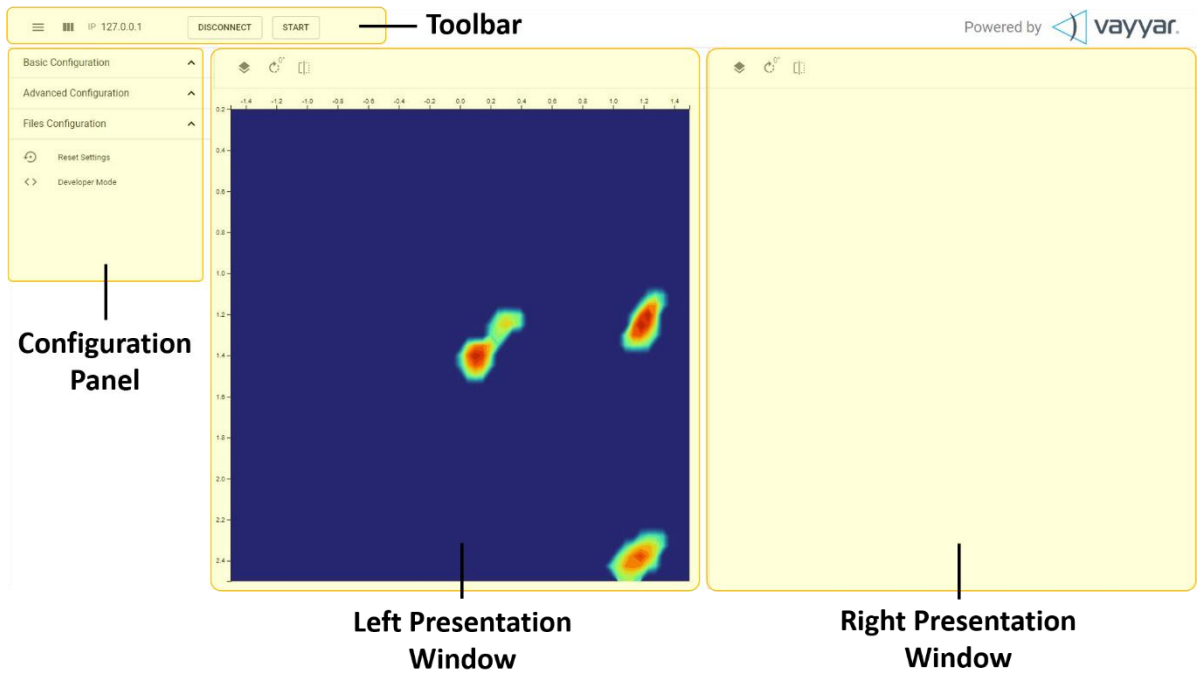 IP 127.0.0.1
DISCONNECT
START
Toolbar
Powered by vayyar.
Basic Configuration
Advanced Configuration
Files Configuration
Reset Settings
Developer Mode
Configuration
Panel
0°
-1.4 -1.2 -1.0 -0.8 -0.6 -0.4 -0.2 0.0 0.2 0.4 0.6 0.8 1.0 1.2 1.4
0.2
0.4
0.6
0.8
1.0
1.2
1.4
1.6
1.8
2.0
2.2
2.4
Left Presentation
Window
0°
Right Presentation
Window